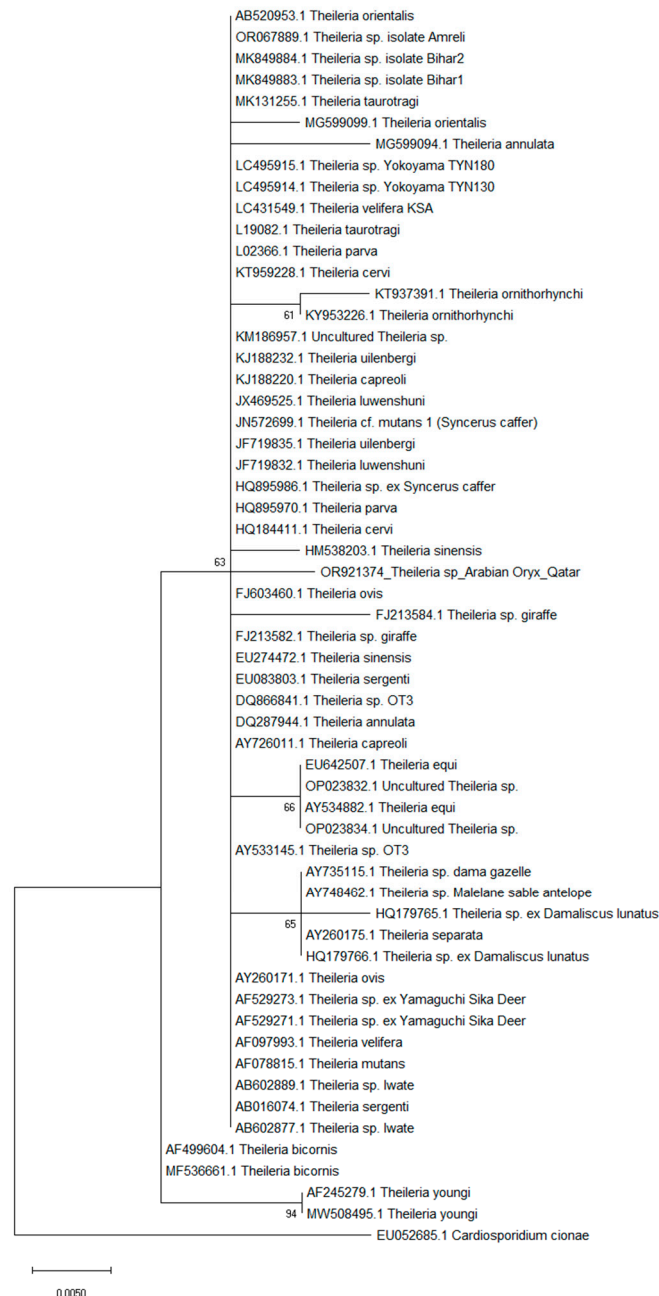 AB520953.1 Theileria orientalis
OR067889.1 Theileria sp. isolate Amreli
MK849884.1 Theileria sp. isolate Bihar2
MK849883.1 Theileria sp. isolate Bihar1
MK131255.1 Theileria taurotragi
MG599099.1 Theileria orientalis
MG599094.1 Theileria annulata
LC495915.1 Theileria sp. Yokoyama TYN180
LC495914.1 Theileria sp. Yokoyama TYN130
LC431549.1 Theileria velifera KSA
L19082.1 Theileria taurotragi
L02366.1 Theileria parva
KT959228.1 Theileria cervi
KT937391.1 Theileria ornithorhynchi
61
KY953226.1 Theileria ornithorhynchi
KM186957.1 Uncultured Theileria sp.
KJ188232.1 Theileria uilenbergi
KJ188220.1 Theileria capreoli
JX469525.1 Theileria luwenshuni
JN572699.1 Theileria cf. mutans 1 (Syncerus caffer)
JF719835.1 Theileria uilenbergi
JF719832.1 Theileria luwenshuni
HQ895986.1 Theileria sp. ex Syncerus caffer
HQ895970.1 Theileria parva
HQ184411.1 Theileria cervi
HM538203.1 Theileria sinensis
63
OR921374_Theileria sp_Arabian Oryx_Qatar
FJ603460.1 Theileria ovis
FJ213584.1 Theileria sp. giraffe
FJ213582.1 Theileria sp. giraffe
EU274472.1 Theileria sinensis
EU083803.1 Theileria sergenti
DQ866841.1 Theileria sp. OT3
DQ287944.1 Theileria annulata
AY726011.1 Theileria capreoli
EU642507.1 Theileria equi
OP023832.1 Uncultured Theileria sp.
66
AY534882.1 Theileria equi
OP023834.1 Uncultured Theileria sp.
AY533145.1 Theileria sp. OT3
AY735115.1 Theileria sp. dama gazelle
AY748462.1 Theileria sp. Malelane sable antelope
HQ179765.1 Theileria sp. ex Damaliscus lunatus
65
AY260175.1 Theileria separata
HQ179766.1 Theileria sp. ex Damaliscus lunatus
AY260171.1 Theileria ovis
AF529273.1 Theileria sp. ex Yamaguchi Sika Deer
AF529271.1 Theileria sp. ex Yamaguchi Sika Deer
AF097993.1 Theileria velifera
AF078815.1 Theileria mutans
AB602889.1 Theileria sp. Iwate
AB016074.1 Theileria sergenti
AB602877.1 Theileria sp. Iwate
AF499604.1 Theileria bicornis
MF536661.1 Theileria bicornis
AF245279.1 Theileria youngi
94
MW508495.1 Theileria youngi
EU052685.1 Cardiosporidium cionae
0.0050